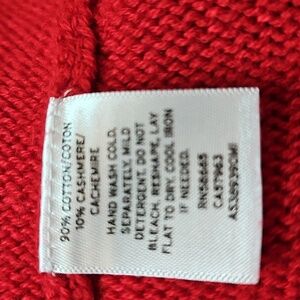 90% COTTON/COTON
10% CASHMERE/
CACHEMIRE
HAND WASH COLD,
SEPARATELY, MILD
DETERGENT, DO NOT
BLEACH, RESHAPE, LAY
FLAT TO DRY, COOL IRON
IF NEEDED.
RN58665
CA57963